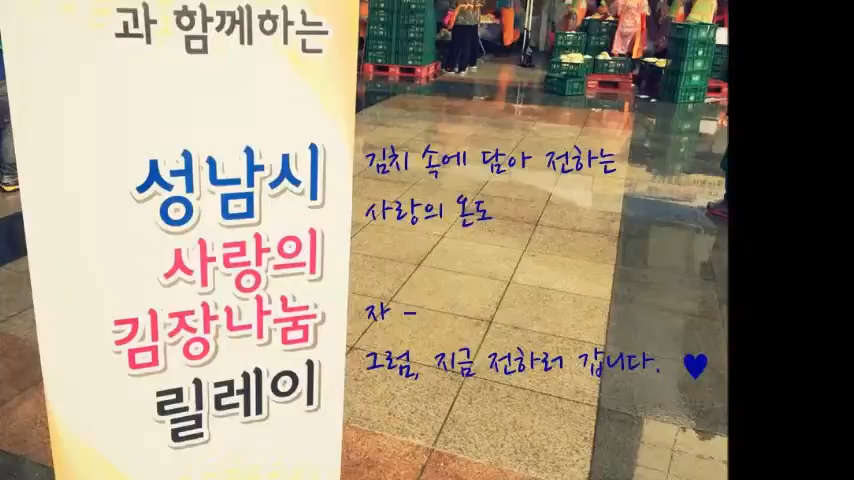 과 함께하는
성남시
사랑의
김장나눔
릴레이
김치 속에 담아 전하는
사랑의 온도
자 -
그럼, 지금 전하러 갑니다. ♥